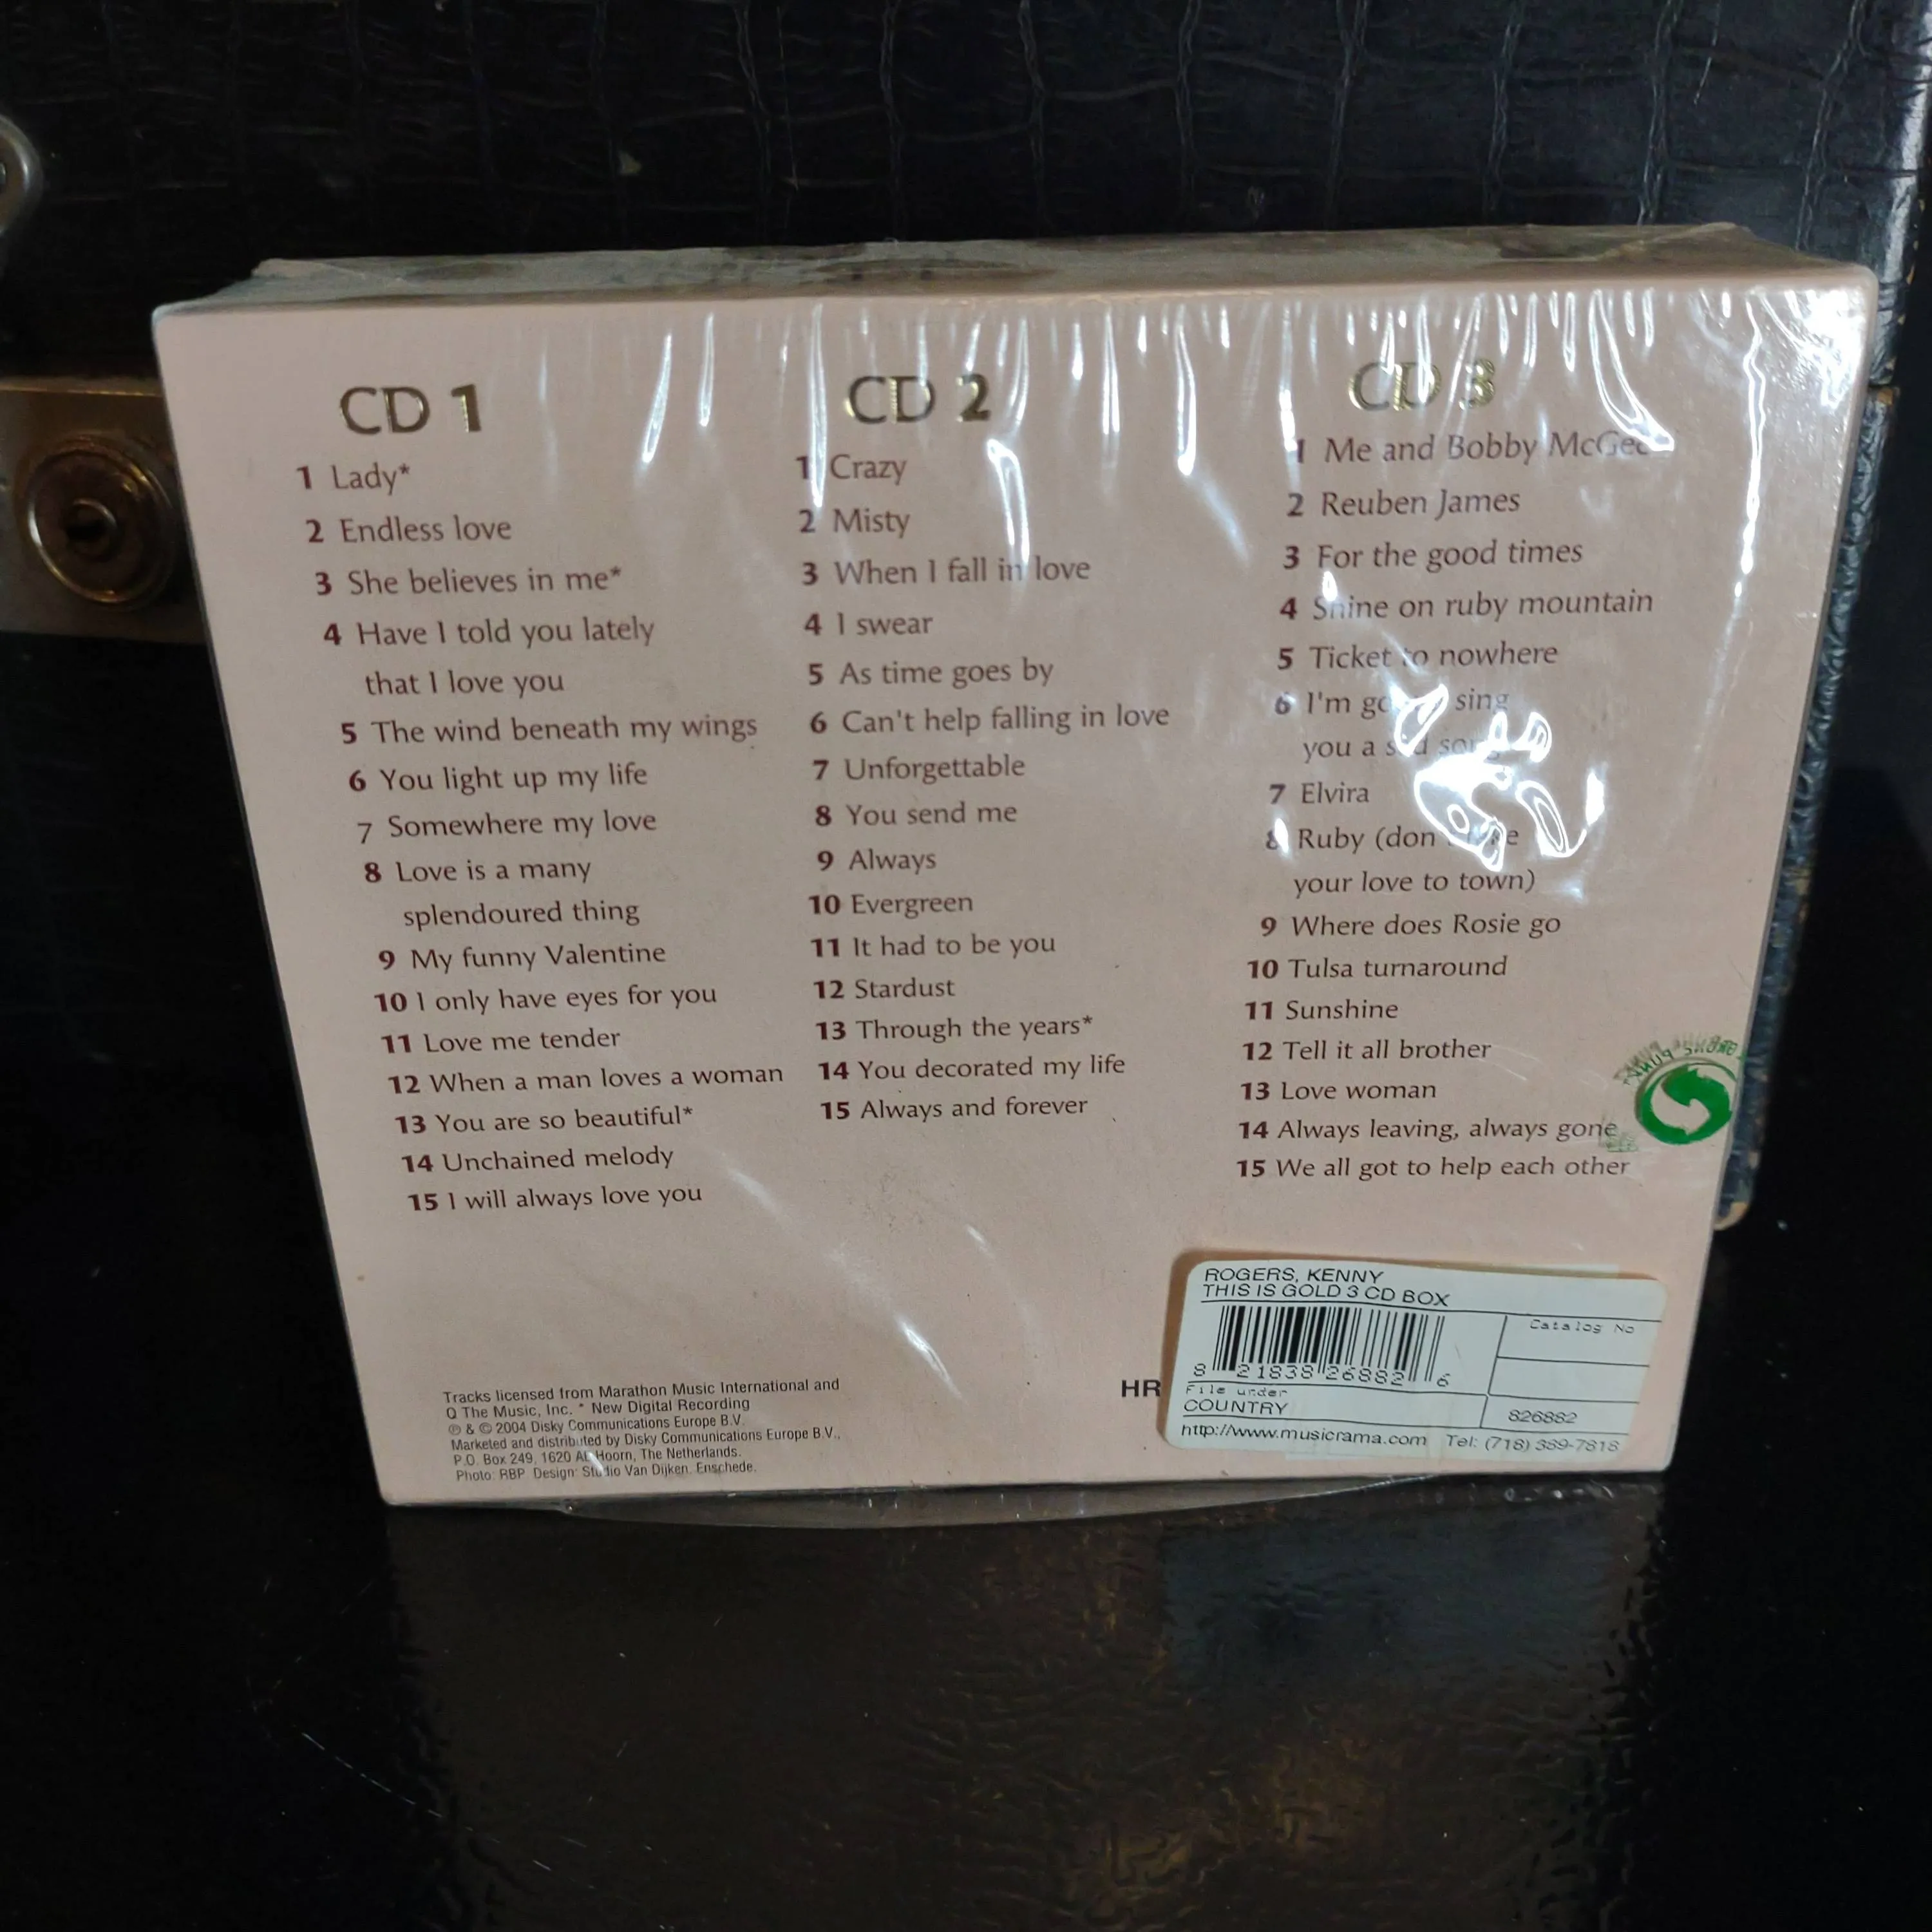 CD 1
1 Lady*
2 Endless love
3 She believes in me*
4 Have I told you lately
that I love you
5 The wind beneath my wings
6 You light up my life
7 Somewhere my love
8 Love is a many
splendoured thing
9 My funny Valentine
10 I only have eyes for you
11 Love me tender
12 When a man loves a woman
13 You are so beautiful*
14 Unchained melody
15 I will always love you
CD 2
1 Crazy
2 Misty
3 When I fall in love
4 I swear
5 As time goes by
6 Can't help falling in love
7 Unforgettable
8 You send me
9 Always
10 Evergreen
11 It had to be you
12 Stardust
13 Through the years*
14 You decorated my life
15 Always and forever
CD 3
1 Me and Bobby McGee
2 Reuben James
3 For the good times
4 Shine on ruby mountain
5 Ticket to nowhere
6 I'm sing
you a
7 Elvira
8 Ruby
your love to town)
9 Where does Rosie go
10 Tulsa turnaround
11 Sunshine
12 Tell it all brother
13 Love woman
14 Always leaving, always gone
15 We all got to help each other
Tracks licensed from Marathon Music International and
Q The Music, Inc. * New Digital Recording
℗ & © 2004 Disky Communications Europe B.V.
Marketed and distributed by Disky Communications Europe B.V.,
P.O. Box 249, 1620 AE Hoorn, The Netherlands.
Photo: RBP Design: Studio Van Dijken, Enschede.
HR
ROGERS, KENNY
THIS IS GOLD 3 CD BOX
8 21838 26882 6
Catalog No
File under
COUNTRY
826882
http://www.musicrama.com Tel: (718) 389-7818